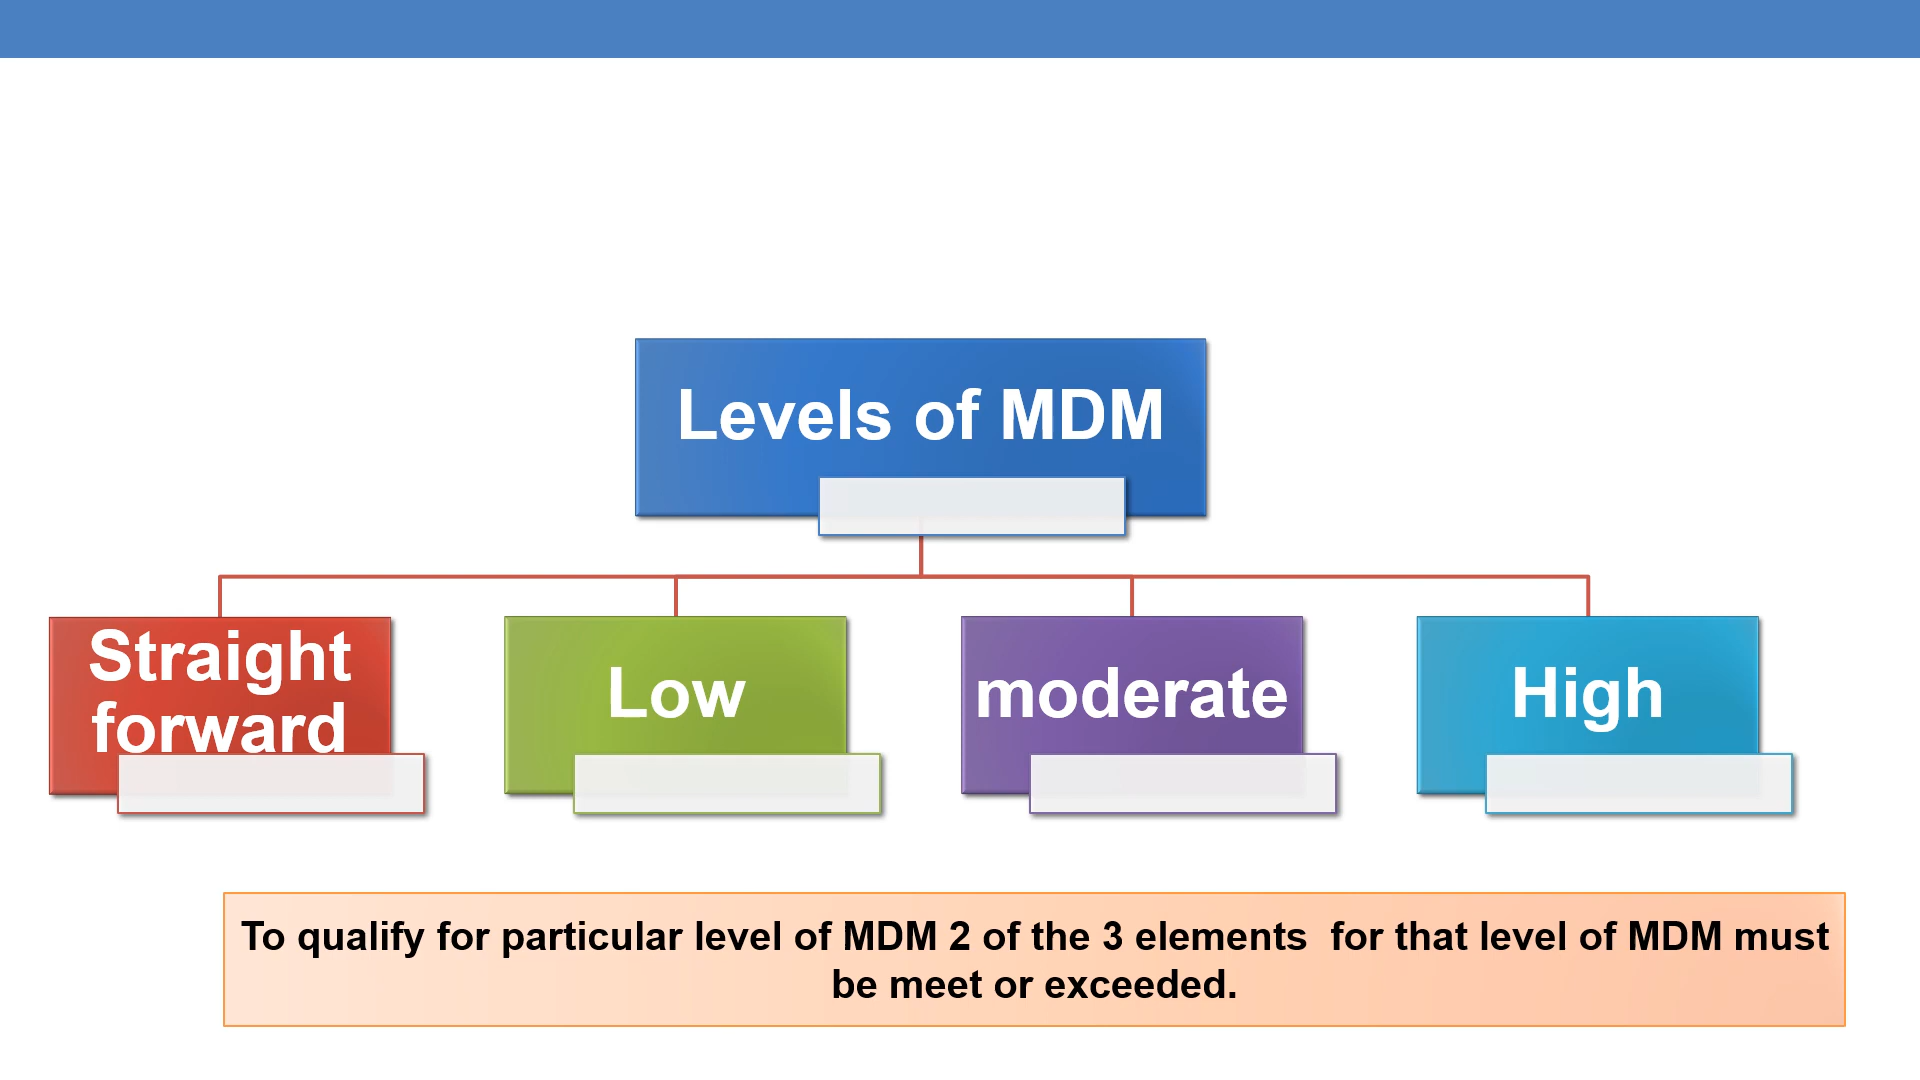 Levels of MDM
Straight
forward
Low
moderate
High
To qualify for particular level of MDM 2 of the 3 elements  for that level of MDM must
be meet or exceeded.